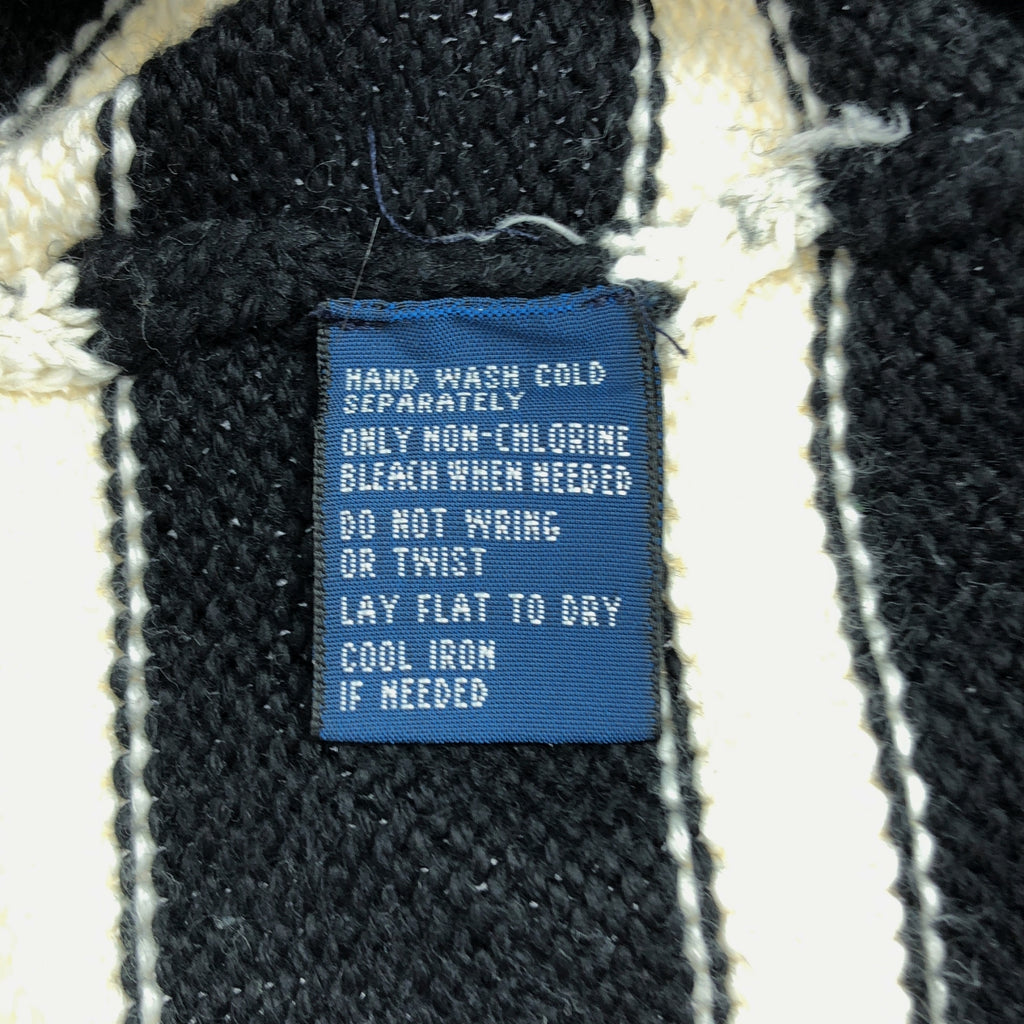 HAND WASH COLD
SEPARATELY
ONLY NON-CHLORINE
BLEACH WHEN NEEDED
DO NOT WRING
OR TWIST
LAY FLAT TO DRY
COOL IRON
IF NEEDED